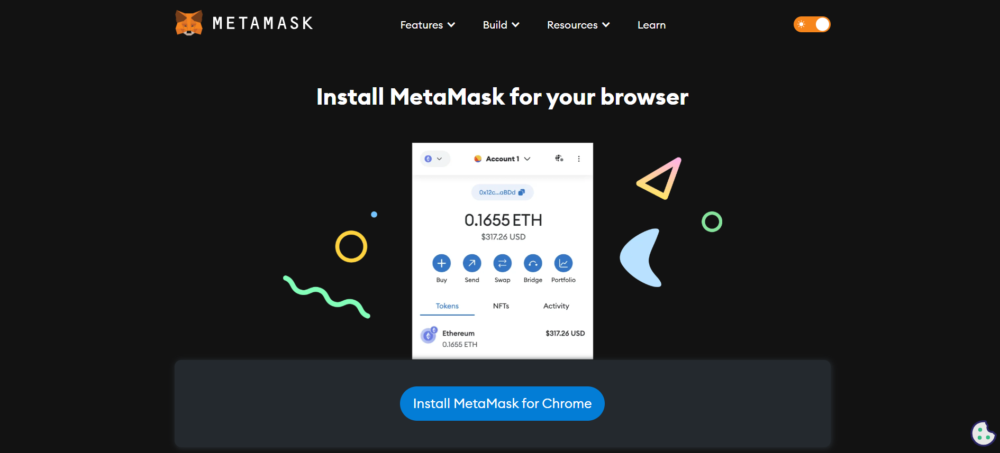 METAMASK
Features
Build
Resources
Learn
Install MetaMask for your browser
Account 1
0x12c...aBDd
0.1655 ETH
$317.26 USD
Buy
Send
Swap
Bridge
Portfolio
Tokens
NFTs
Activity
Ethereum
$317.26 USD
0.1655 ETH
Install MetaMask for Chrome